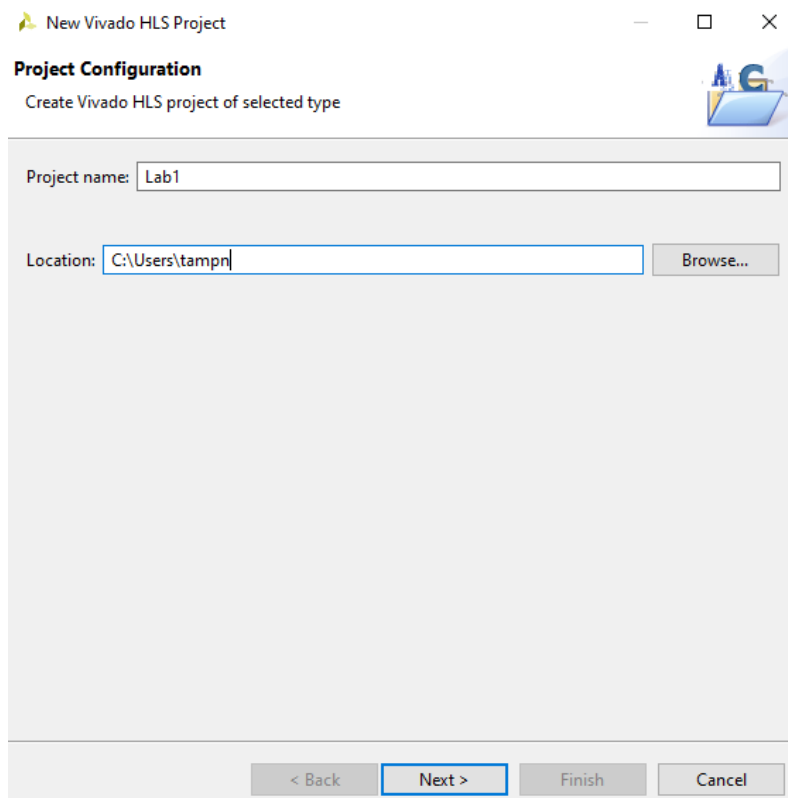 New Vivado HLS Project
Project Configuration
Create Vivado HLS project of selected type
Project name: Lab1
Location: C:\Users\tampn Browse...
< Back Next > Finish Cancel